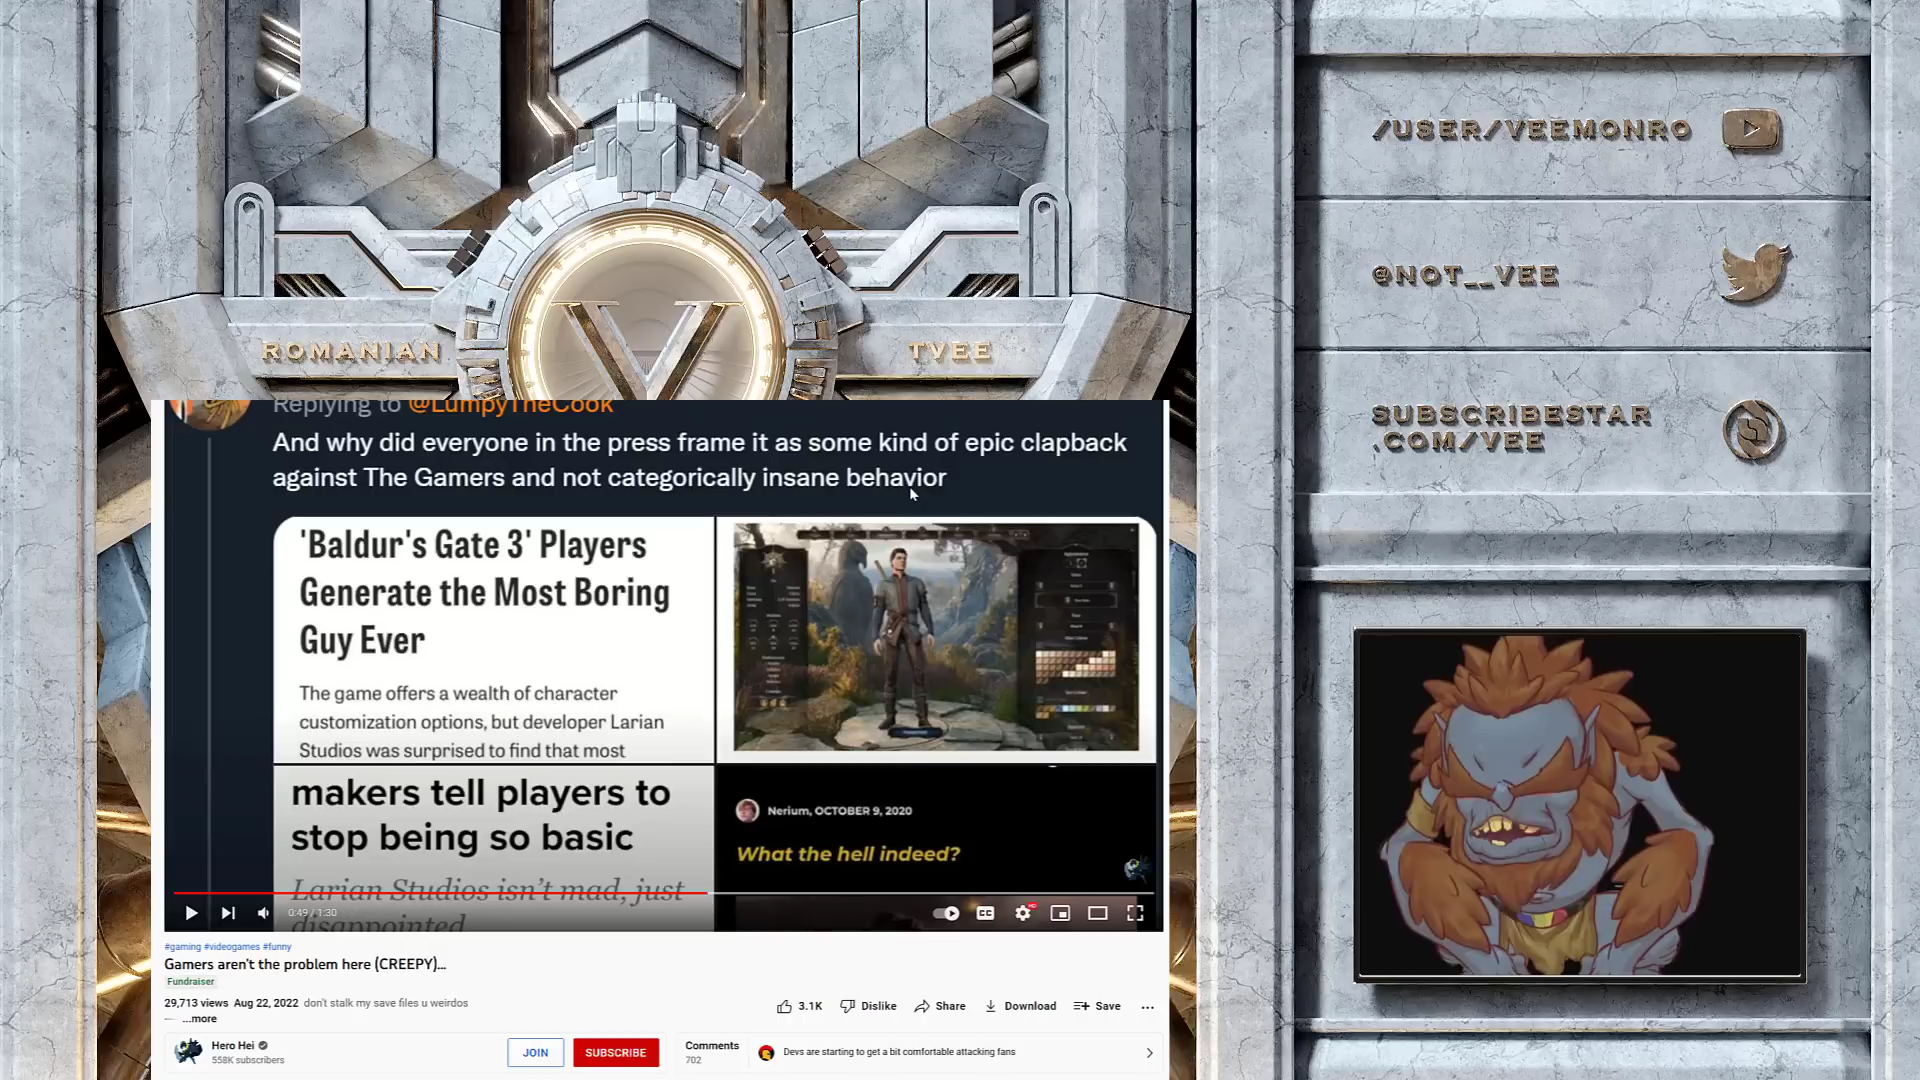 ROMANIAN
TVEE
Replying to @LumpyTheCook
And why did everyone in the press frame it as some kind of epic clapback
against The Gamers and not categorically insane behavior
'Baldur's Gate 3' Players
Generate the Most Boring
Guy Ever
The game offers a wealth of character
customization options, but developer Larian
Studios was surprised to find that most
makers tell players to
stop being so basic
Larian Studios isn't mad, just
disappointed
Nerium, OCTOBER 9, 2020
What the hell indeed?
0:49 / 1:30
CC
HD
#gaming #videogames #funny
Gamers aren't the problem here (CREEPY)...
Fundraiser
29,713 views Aug 22, 2022 don't stalk my save files u weirdos
...more
3.1K
Dislike
Share
Download
Save
Hero Hei
558K subscribers
JOIN
SUBSCRIBE
Comments
702
Devs are starting to get a bit comfortable attacking fans
/USER/VEEMONRO
@NOT__VEE
SUBSCRIBESTAR
.COM/VEE